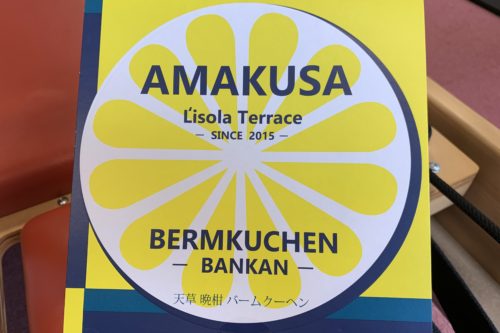 AMAKUSA
L'isola Terrace
– SINCE 2015 –
BERMKUCHEN
– BANKAN –
天草 晩柑 バームクーヘン